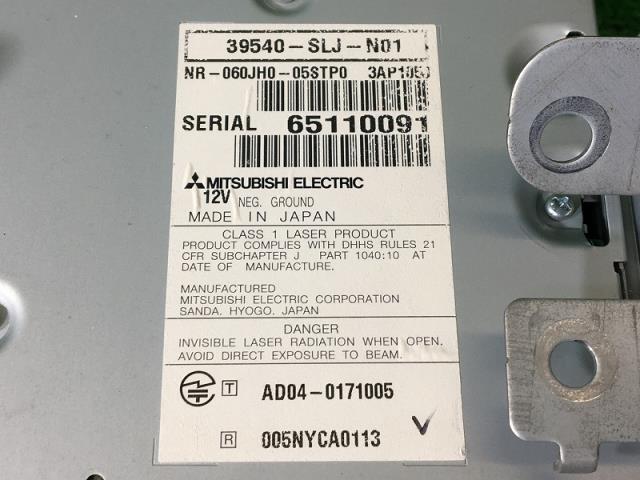 39540-SLJ-N01
NR-060JH0-05STP0
SERIAL 65110091
MITSUBISHI ELECTRIC
12V NEG. GROUND
MADE IN JAPAN
CLASS 1 LASER PRODUCT
PRODUCT COMPLIES WITH DHHS RULES 21
CFR SUBCHAPTER J PART 1040:10 AT
DATE OF MANUFACTURE.
MANUFACTURED
MITSUBISHI ELECTRIC CORPORATION
SANDA. HYOGO. JAPAN
DANGER
INVISIBLE LASER RADIATION WHEN OPEN.
AVOID DIRECT EXPOSURE TO BEAM.
T AD04-0171005
R 005NYCA0113